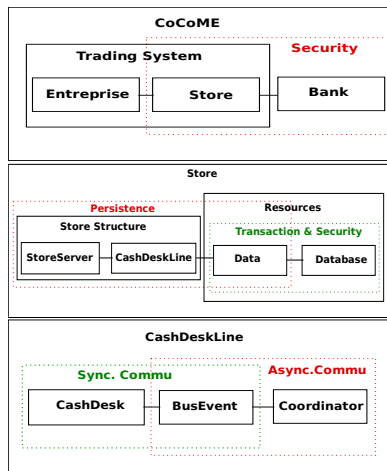 CoCoME
Security
Trading System
Entreprise
Store
Bank
Store
Persistence
Resources
Store Structure
Transaction & Security
StoreServer
CashDeskLine
Data
Database
CashDeskLine
Sync. Commu
Async.Commu
CashDesk
BusEvent
Coordinator